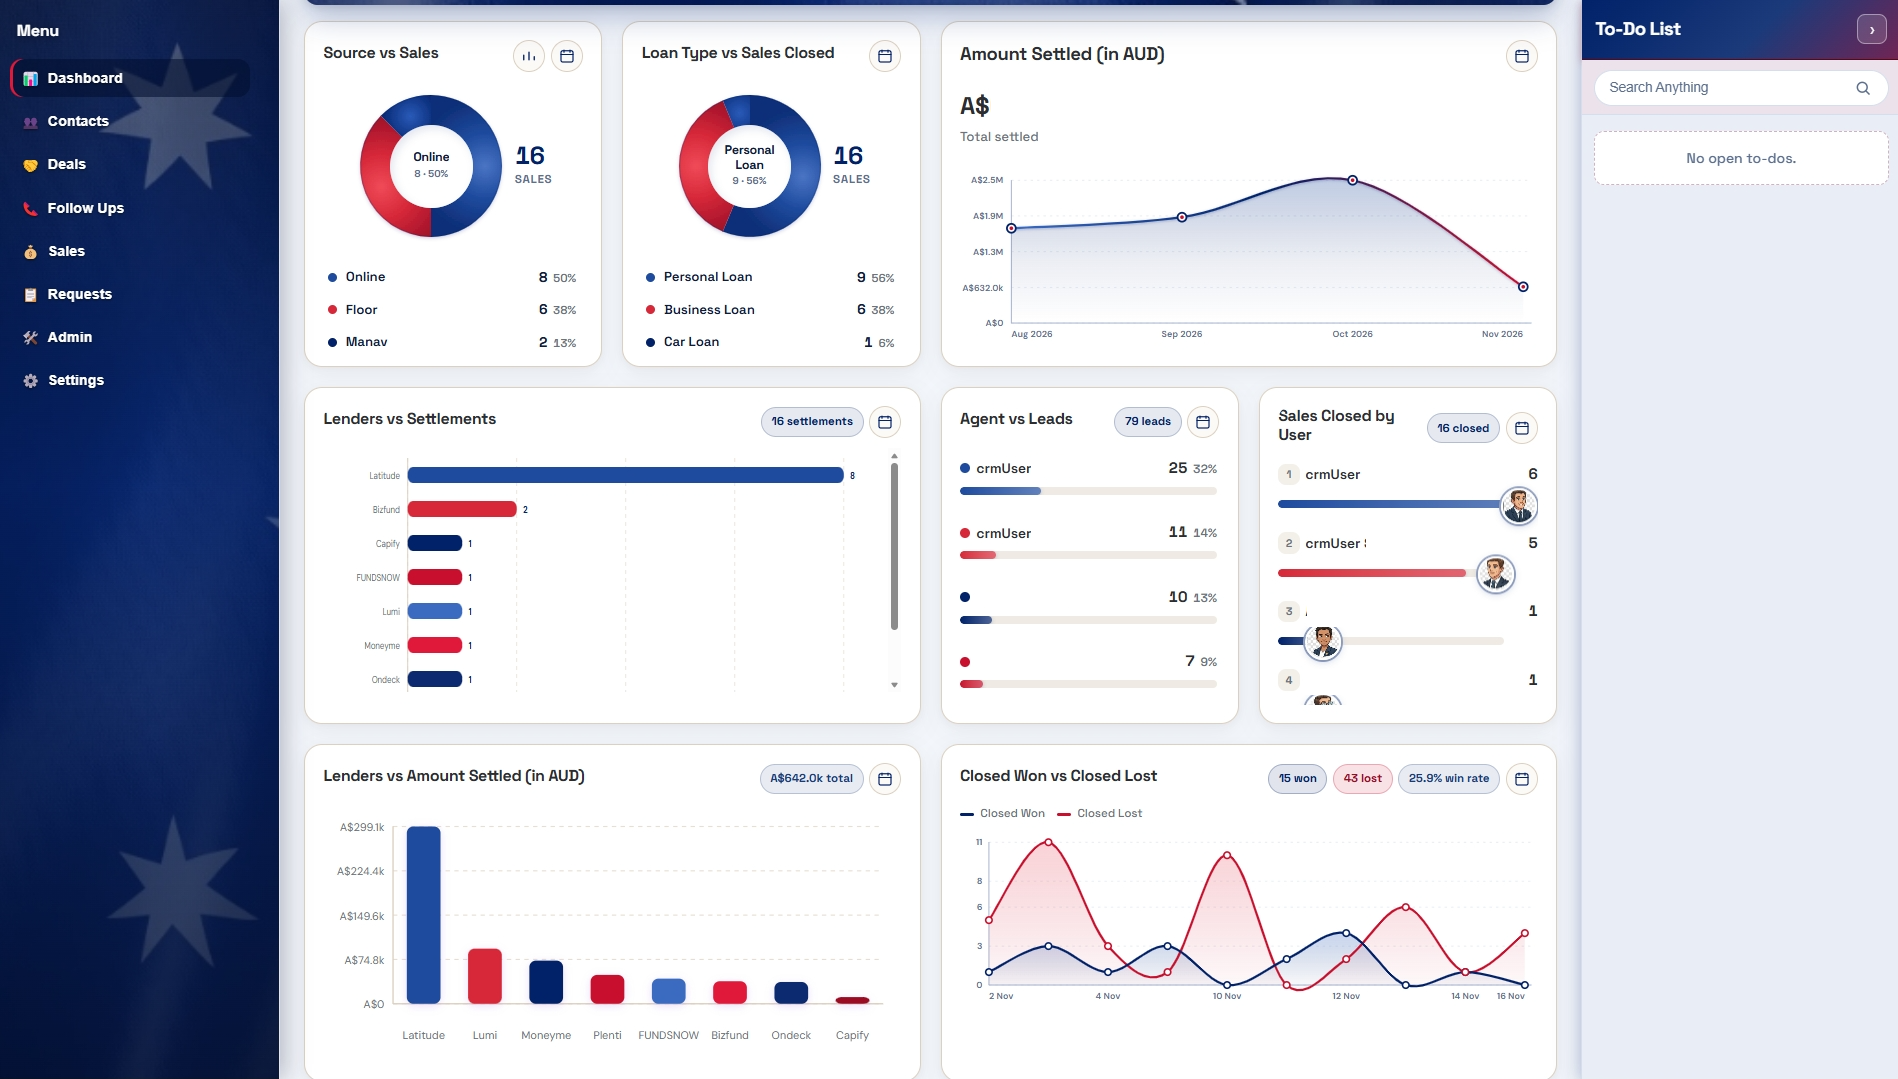 Menu
Dashboard
Contacts
Deals
Follow Ups
Sales
Requests
Admin
Settings
Source vs Sales
Online
8 · 50%
16
SALES
Online 8 50%
Floor 6 38%
Manav 2 13%
Loan Type vs Sales Closed
Personal
Loan
9 · 56%
16
SALES
Personal Loan 9 56%
Business Loan 6 38%
Car Loan 1 6%
Amount Settled (in AUD)
A$
Total settled
A$2.5M
A$1.9M
A$1.3M
A$632.0k
A$0
Aug 2026 Sep 2026 Oct 2026 Nov 2026
Lenders vs Settlements
16 settlements
Latitude 8
Bizfund 2
Capify 1
FUNDSNOW 1
Lumi 1
Moneyme 1
Ondeck 1
Agent vs Leads
79 leads
crmUser 25 32%
crmUser 11 14%
10 13%
7 9%
Sales Closed by
User
16 closed
1 crmUser 6
2 crmUser 5
3 1
4 1
Lenders vs Amount Settled (in AUD)
A$642.0k total
A$299.1k
A$224.4k
A$149.6k
A$74.8k
A$0
Latitude Lumi Moneyme Plenti FUNDSNOW Bizfund Ondeck Capify
Closed Won vs Closed Lost
15 won 43 lost 25.9% win rate
Closed Won Closed Lost
11
8
6
3
0
2 Nov 4 Nov 10 Nov 12 Nov 14 Nov 16 Nov
To-Do List
›
Search Anything
No open to-dos.